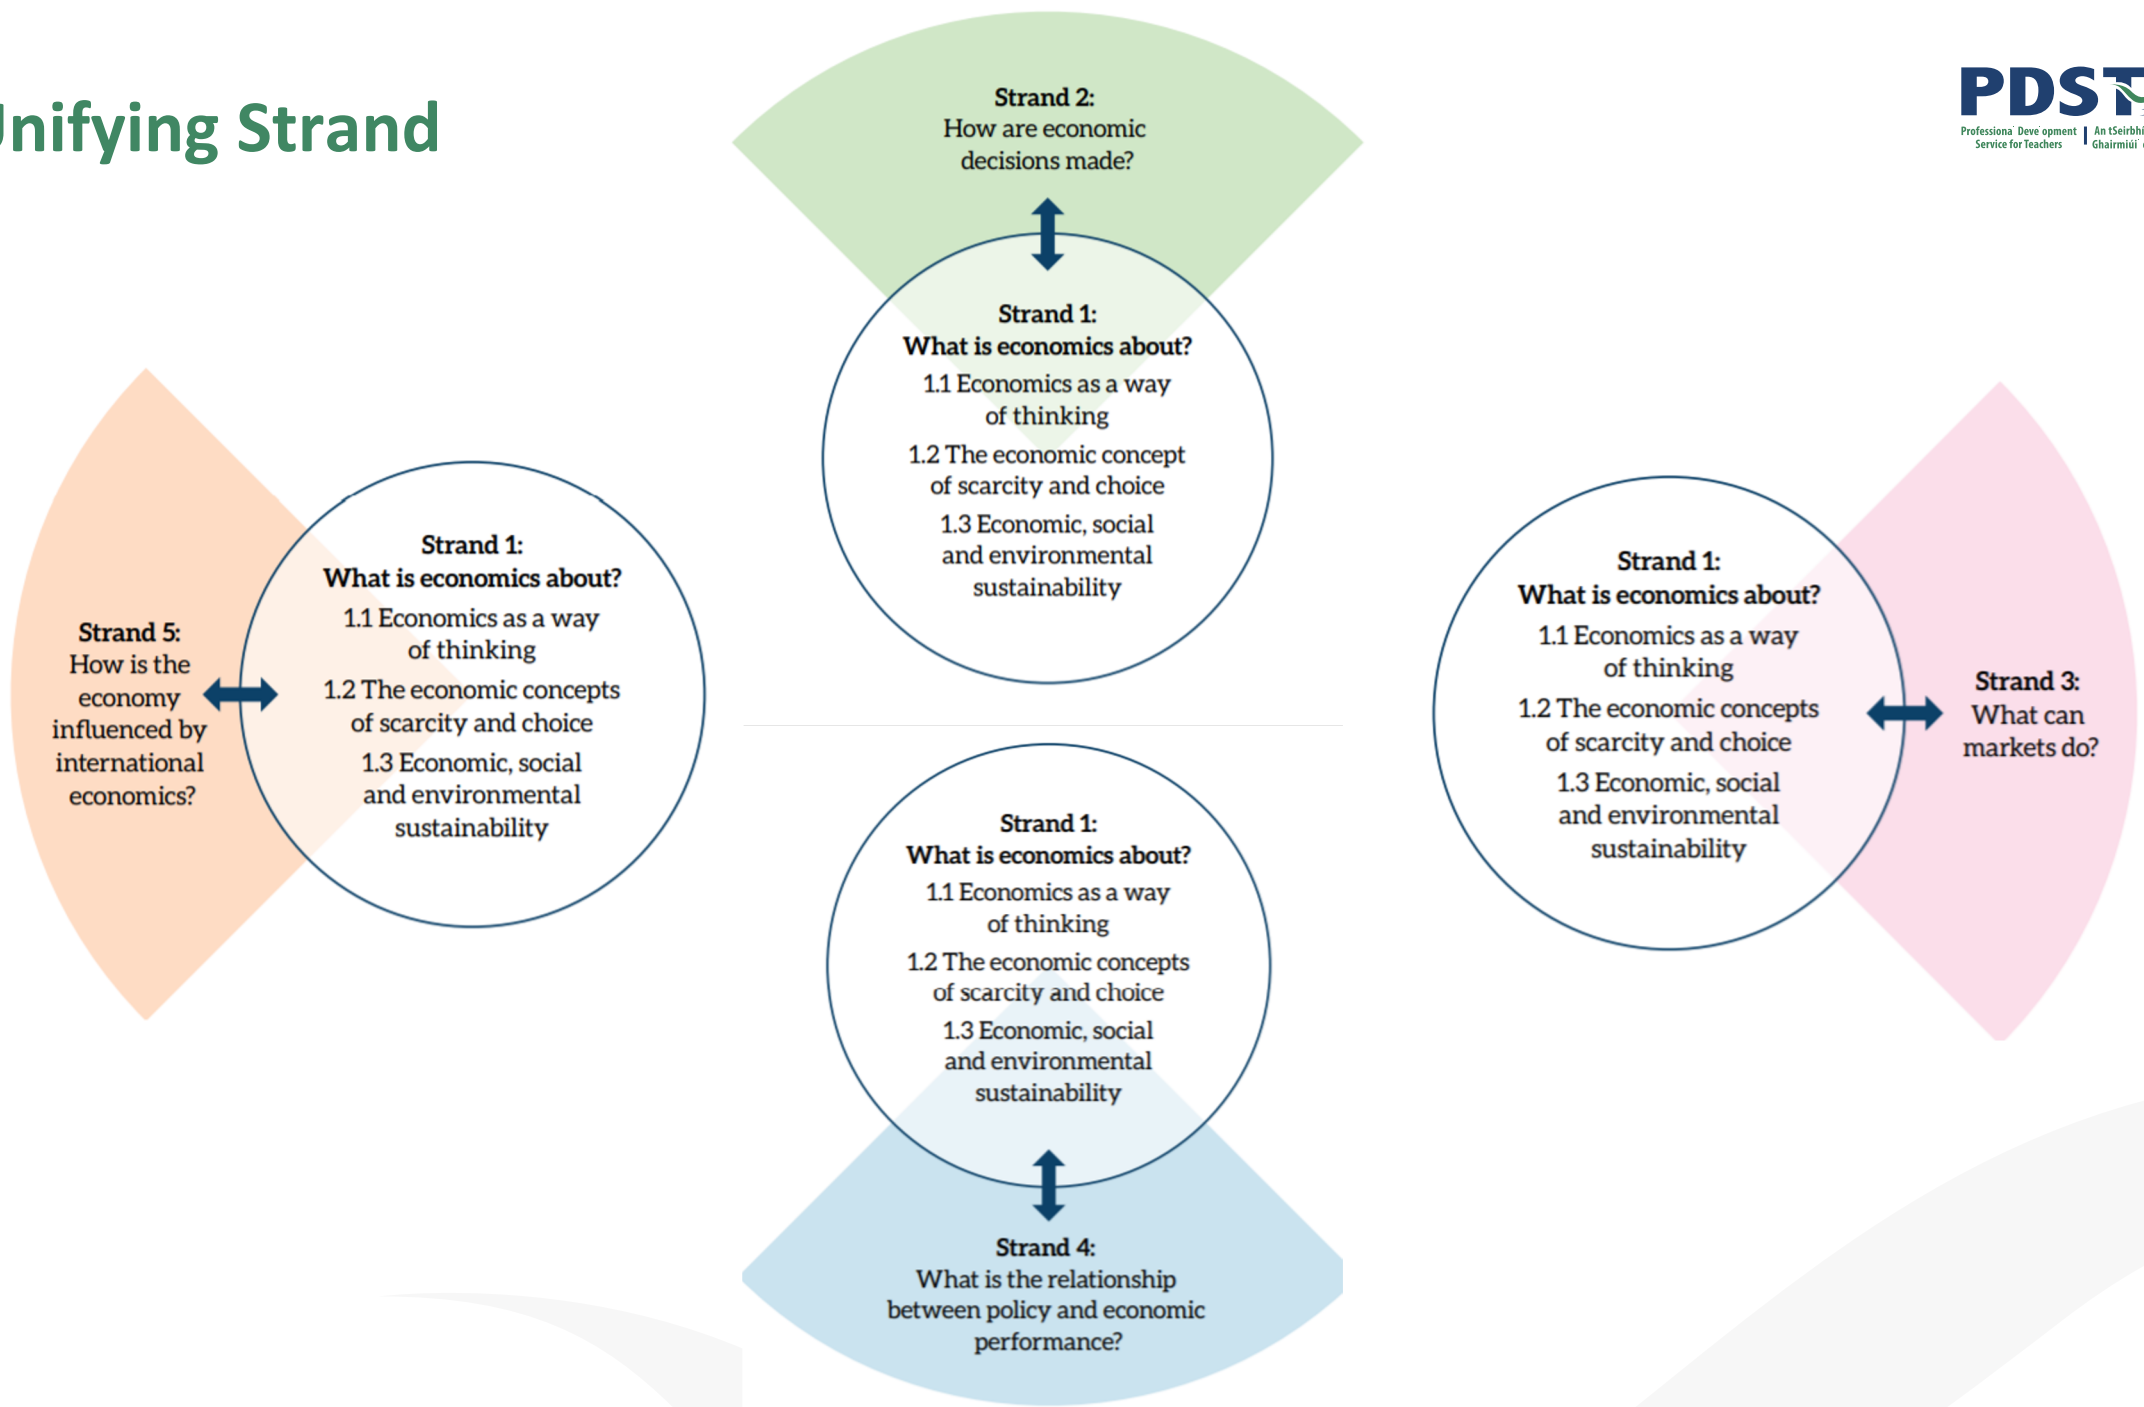 Unifying Strand
PDST
Professional Development
Service for Teachers
An tSeirbhí
Ghairmiúil
Strand 2:
How are economic
decisions made?
Strand 1:
What is economics about?
1.1 Economics as a way
of thinking
1.2 The economic concept
of scarcity and choice
1.3 Economic, social
and environmental
sustainability
Strand 5:
How is the
economy
influenced by
international
economics?
Strand 1:
What is economics about?
1.1 Economics as a way
of thinking
1.2 The economic concepts
of scarcity and choice
1.3 Economic, social
and environmental
sustainability
Strand 1:
What is economics about?
1.1 Economics as a way
of thinking
1.2 The economic concepts
of scarcity and choice
1.3 Economic, social
and environmental
sustainability
Strand 3:
What can
markets do?
Strand 1:
What is economics about?
1.1 Economics as a way
of thinking
1.2 The economic concepts
of scarcity and choice
1.3 Economic, social
and environmental
sustainability
Strand 4:
What is the relationship
between policy and economic
performance?